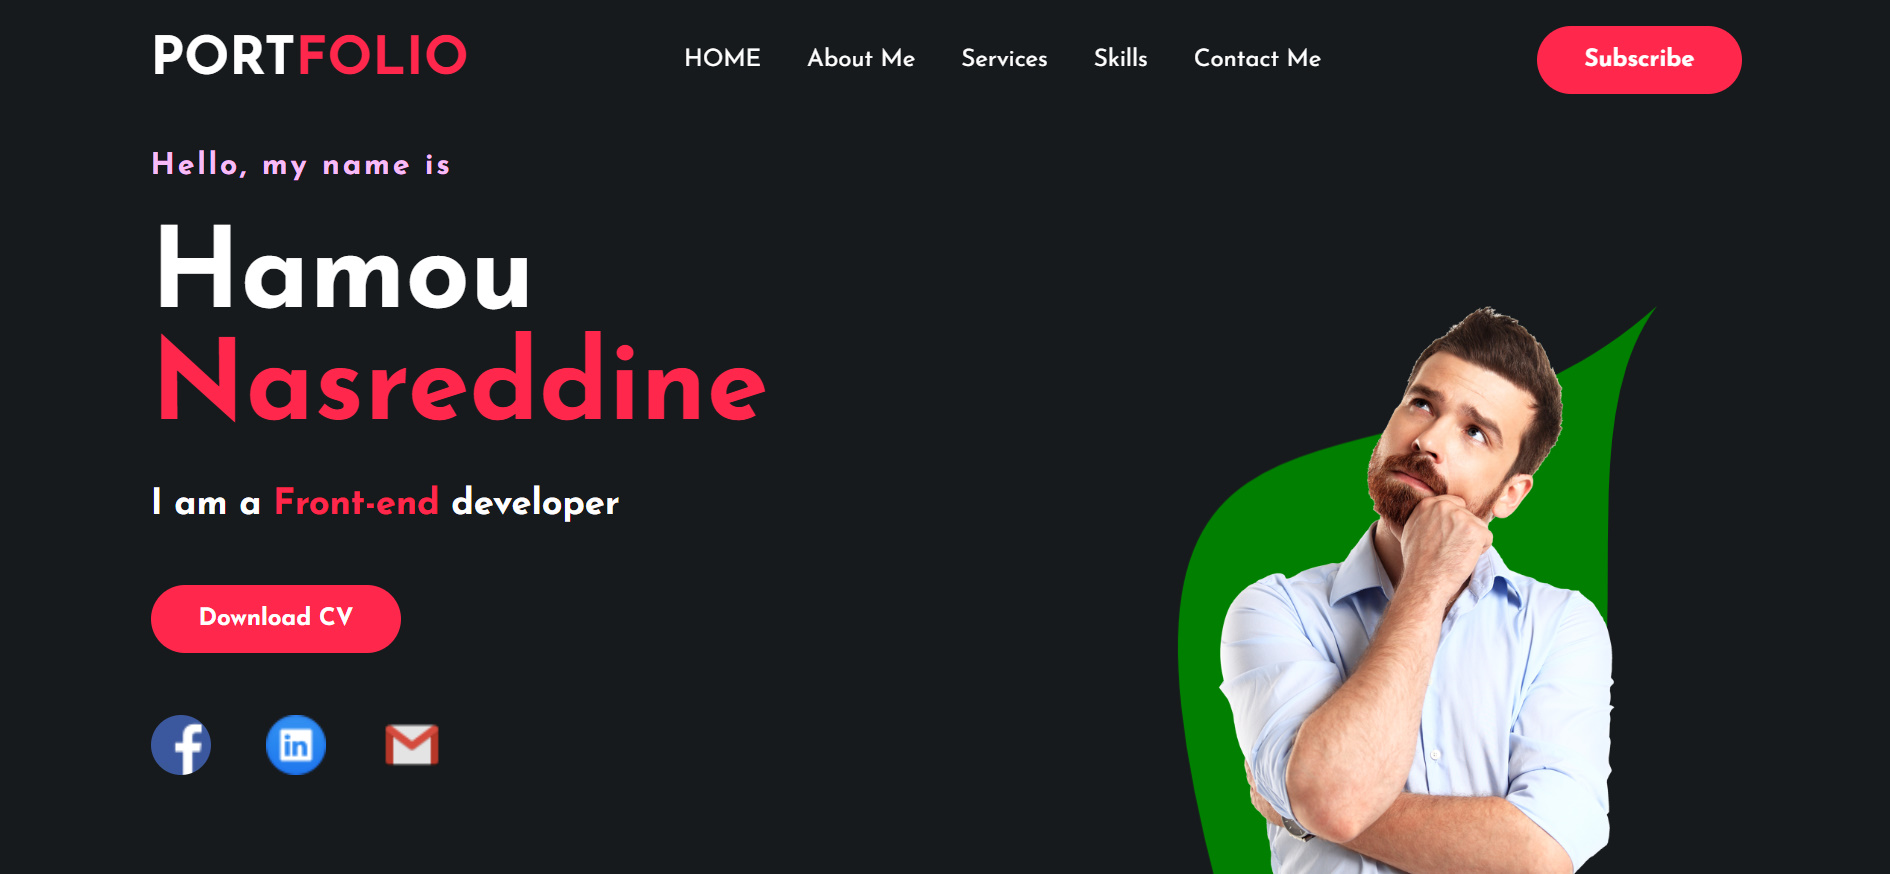 PORTFOLIO
HOME About Me Services Skills Contact Me
Subscribe
Hello, my name is
Hamou
Nasreddine
I am a Front-end developer
Download CV
f
in